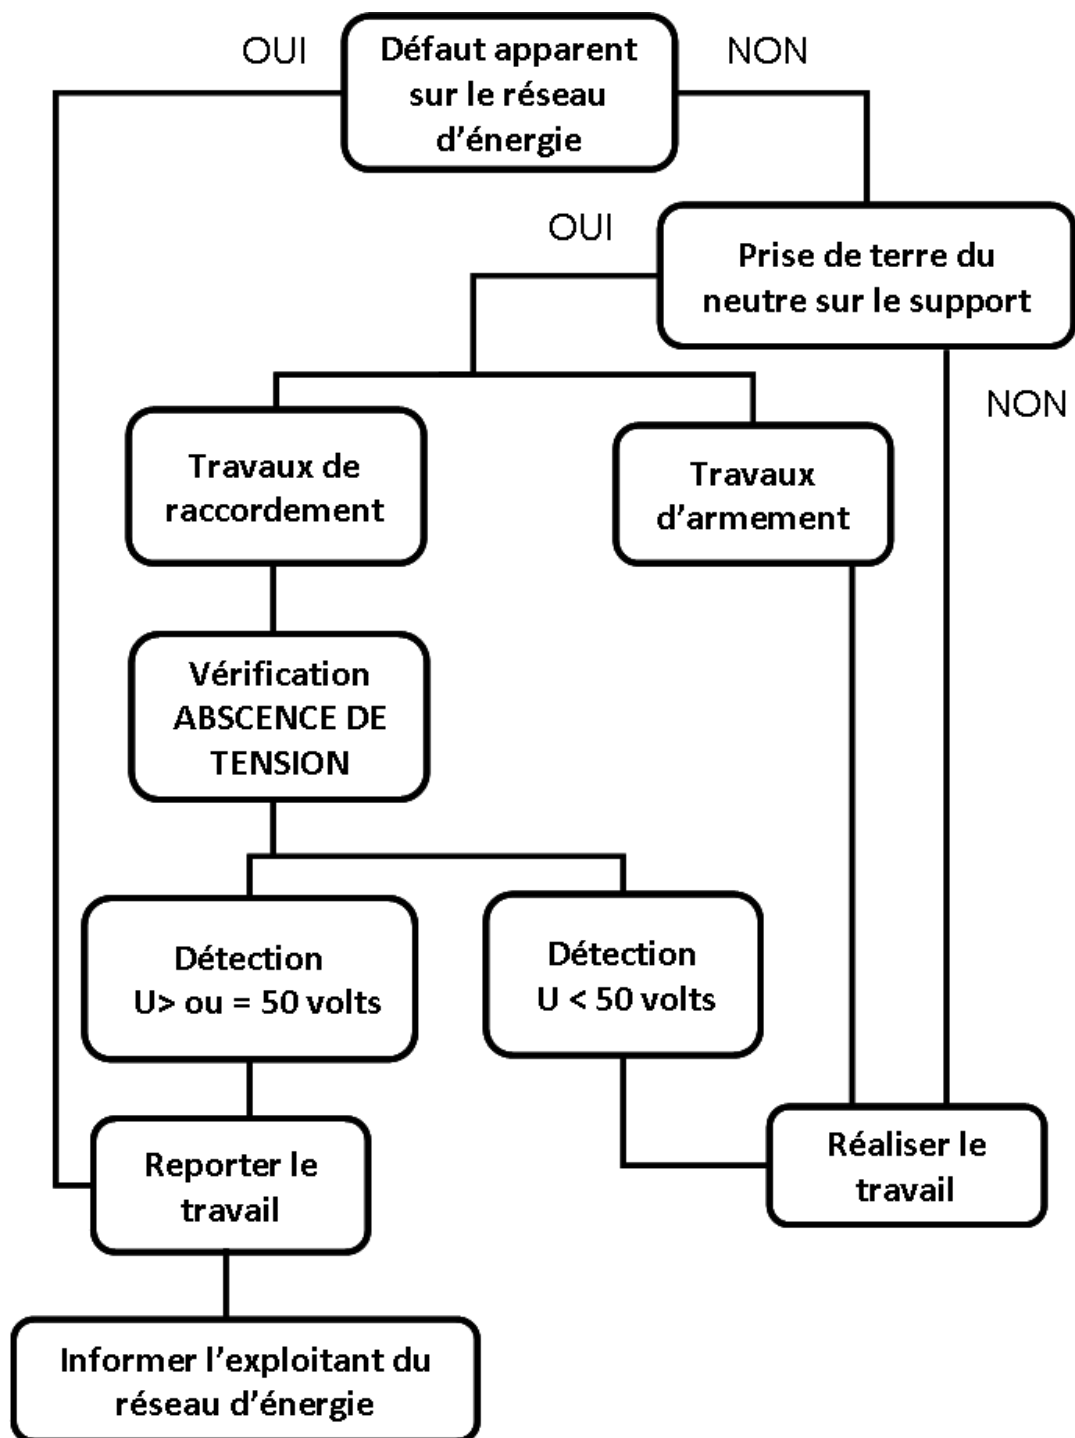 OUI
Défaut apparent
sur le réseau
d'énergie
NON
OUI
Prise de terre du
neutre sur le support
NON
Travaux de
raccordement
Travaux
d'armement
Vérification
ABSCENCE DE
TENSION
Détection
U> ou = 50 volts
Détection
U < 50 volts
Reporter le
travail
Réaliser le
travail
Informer l'exploitant du
réseau d'énergie